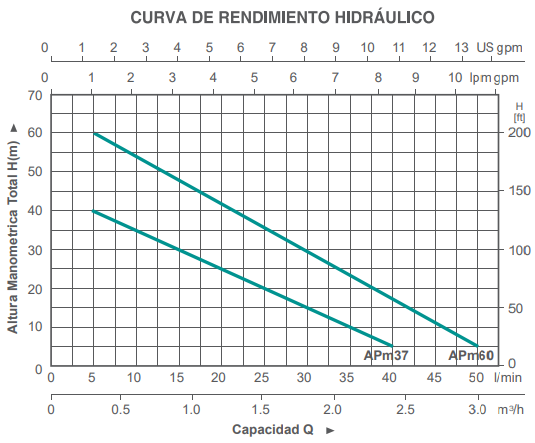 CURVA DE RENDIMIENTO HIDRÁULICO
0 1 2 3 4 5 6 7 8 9 10 11 12 13 US gpm
0 1 2 3 4 5 6 7 8 9 10 Ipm gpm
70
H
[ft]
60 200
50 150
40
30 100
20 50
10
0 0
Altura Manometrica Total H(m) ►
APm37 APm60
0 5 10 15 20 25 30 35 40 45 50 l/min
0 0.5 1.0 1.5 2.0 2.5 3.0 m³/h
Capacidad Q ►